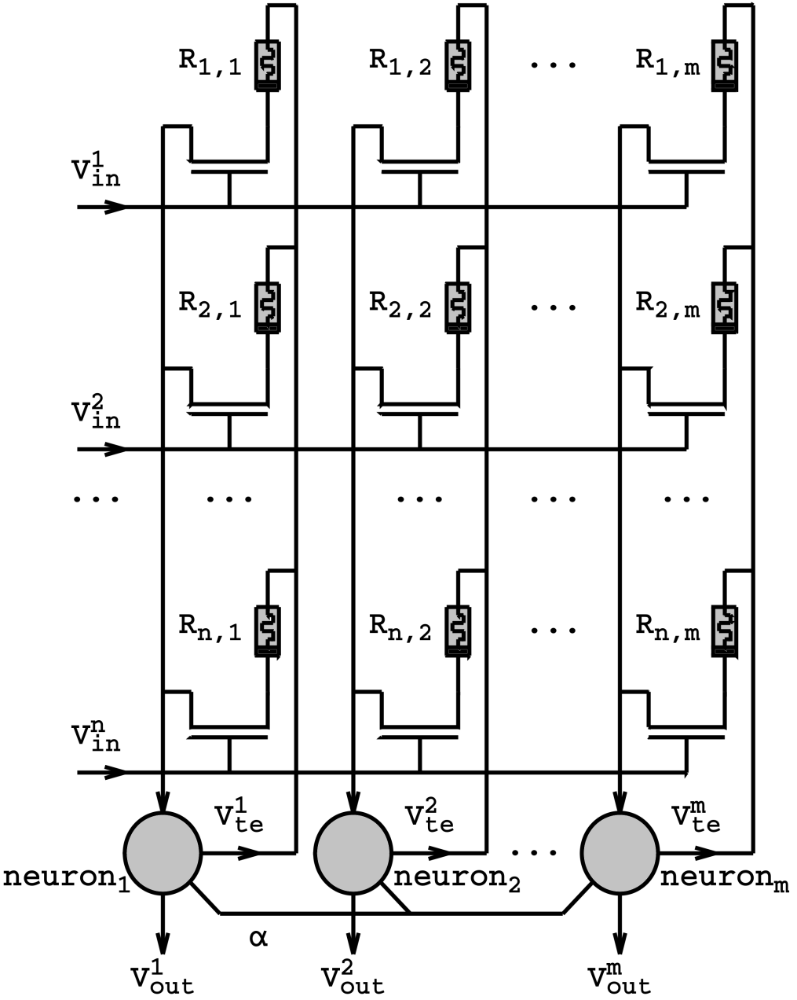 R1,1 R1,2 ... R1,m
V1in
R2,1 R2,2 ... R2,m
V2in
... ... ... ... ...
Rn,1 Rn,2 ... Rn,m
Vnin
V1te V2te ... Vmte
neuron1 neuron2 neuronm
α
V1out V2out Vmout